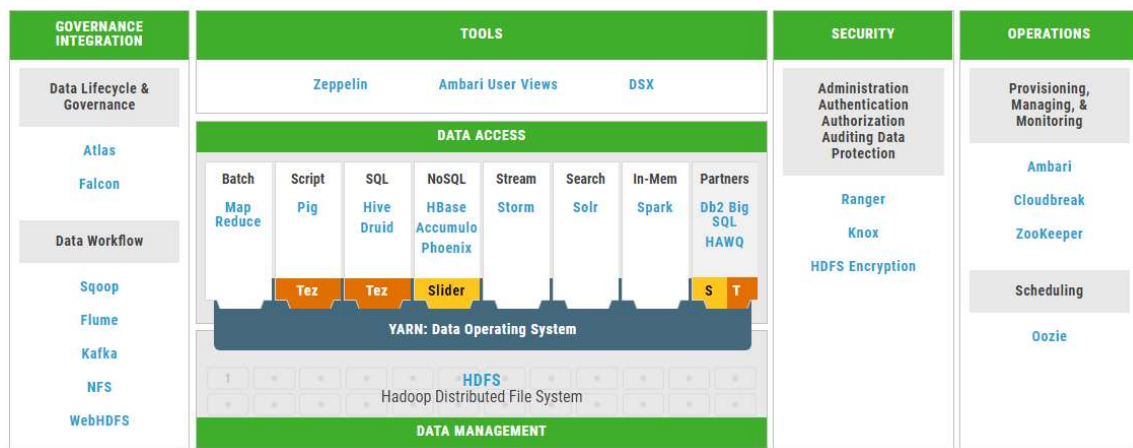 GOVERNANCE
INTEGRATION
Data Lifecycle &
Governance
Atlas
Falcon
Data Workflow
Sqoop
Flume
Kafka
NFS
WebHDFS
TOOLS
Zeppelin
Ambari User Views
DSX
DATA ACCESS
Batch
Map
Reduce
Script
Pig
Tez
SQL
Hive
Druid
Tez
NoSQL
HBase
Accumulo
Phoenix
Slider
Stream
Storm
Search
Solr
In-Mem
Spark
Partners
Db2 Big
SQL
HAWQ
S
T
YARN: Data Operating System
1
HDFS
Hadoop Distributed File System
DATA MANAGEMENT
SECURITY
Administration
Authentication
Authorization
Auditing Data
Protection
Ranger
Knox
HDFS Encryption
OPERATIONS
Provisioning,
Managing, &
Monitoring
Ambari
Cloudbreak
ZooKeeper
Scheduling
Oozie